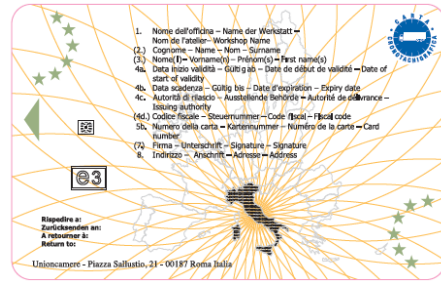 CARTA
CRONOTACHIGRAFICA
1. Nome dell'officina – Name der Werkstatt –
Nom de l'atelier– Workshop Name
(2.) Cognome – Name – Nom – Surname
(3.) Nome(i) – Vorname(n) – Prénom(s) – First name(s)
4a. Data inizio validità – Gültig ab – Date de début de validité – Date of
start of validity
4b. Data scadenza – Gültig bis – Date d'expiration – Expiry date
4c. Autorità di rilascio – Ausstellende Behörde – Autorité de délivrance –
Issuing authority
(4d.) Codice fiscale – Steuernummer – Code fiscal – Fiscal code
5b. Numero della carta – Kartennummer – Numéro de la carte – Card
number
(7.) Firma – Unterschrift – Signature – Signature
8. Indirizzo – Anschrift – Adresse – Address
e3
Rispedire a:
Zurücksenden an:
A retourner à:
Return to:
Unioncamere - Piazza Sallustio, 21 - 00187 Roma Italia